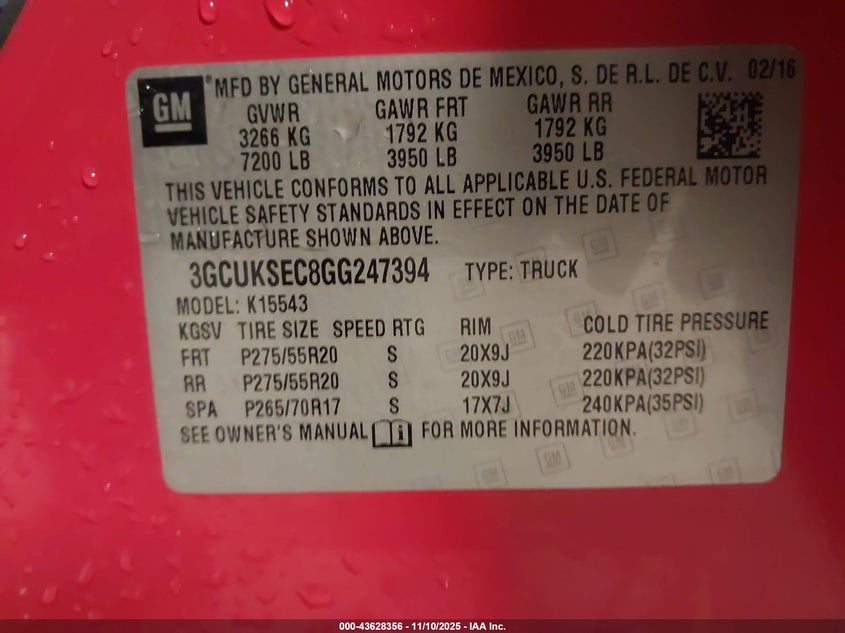 GM
*MFD BY GENERAL MOTORS DE MEXICO, S. DE R.L. DE C.V. 02/16
GVWR GAWR FRT GAWR RR
3266 KG 1792 KG 1792 KG
7200 LB 3950 LB 3950 LB
THIS VEHICLE CONFORMS TO ALL APPLICABLE U.S. FEDERAL MOTOR
VEHICLE SAFETY STANDARDS IN EFFECT ON THE DATE OF
MANUFACTURE SHOWN ABOVE.
3GCUKSEC8GG247394 TYPE: TRUCK
MODEL: K15543
KGSV TIRE SIZE SPEED RTG RIM COLD TIRE PRESSURE
FRT P275/55R20 S 20X9J 220KPA(32PSI)
RR P275/55R20 S 20X9J 220KPA(32PSI)
SPA P265/70R17 S 17X7J 240KPA(35PSI)
SEE OWNER'S MANUAL i FOR MORE INFORMATION.
000-43628356 - 11/10/2025 - IAA Inc.